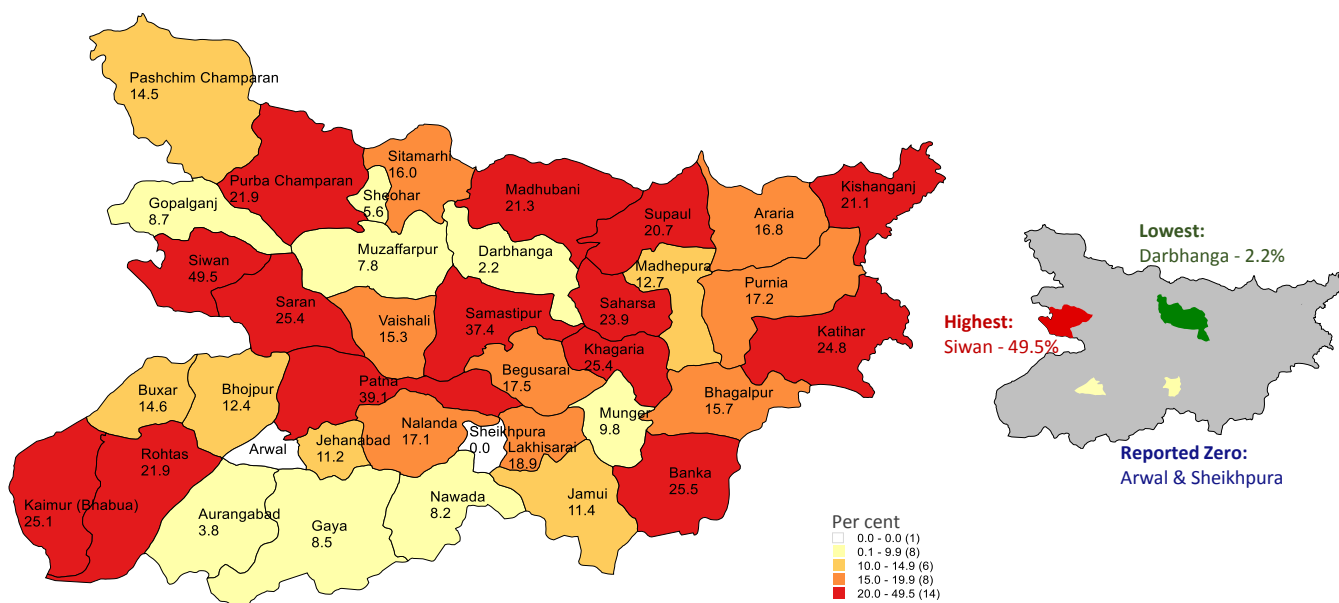 Pashchim Champaran
14.5
Purba Champaran
21.9
Sitamarhi
16.0
Sheohar
5.6
Gopalganj
8.7
Madhubani
21.3
Supaul
20.7
Araria
16.8
Kishanganj
21.1
Siwan
49.5
Muzaffarpur
7.8
Darbhanga
2.2
Madhepura
12.7
Purnia
17.2
Saran
25.4
Vaishali
15.3
Samastipur
37.4
Saharsa
23.9
Katihar
24.8
Khagaria
25.4
Begusarai
17.5
Buxar
14.6
Bhojpur
12.4
Patna
39.1
Bhagalpur
15.7
Munger
9.8
Nalanda
17.1
Sheikhpura
0.0
Lakhisarai
18.9
Arwal
Jehanabad
11.2
Rohtas
21.9
Kaimur (Bhabua)
25.1
Banka
25.5
Jamui
11.4
Nawada
8.2
Aurangabad
3.8
Gaya
8.5
Per cent
0.0 - 0.0 (1)
0.1 - 9.9 (8)
10.0 - 14.9 (6)
15.0 - 19.9 (8)
20.0 - 49.5 (14)
Lowest:
Darbhanga - 2.2%
Highest:
Siwan - 49.5%
Reported Zero:
Arwal & Sheikhpura